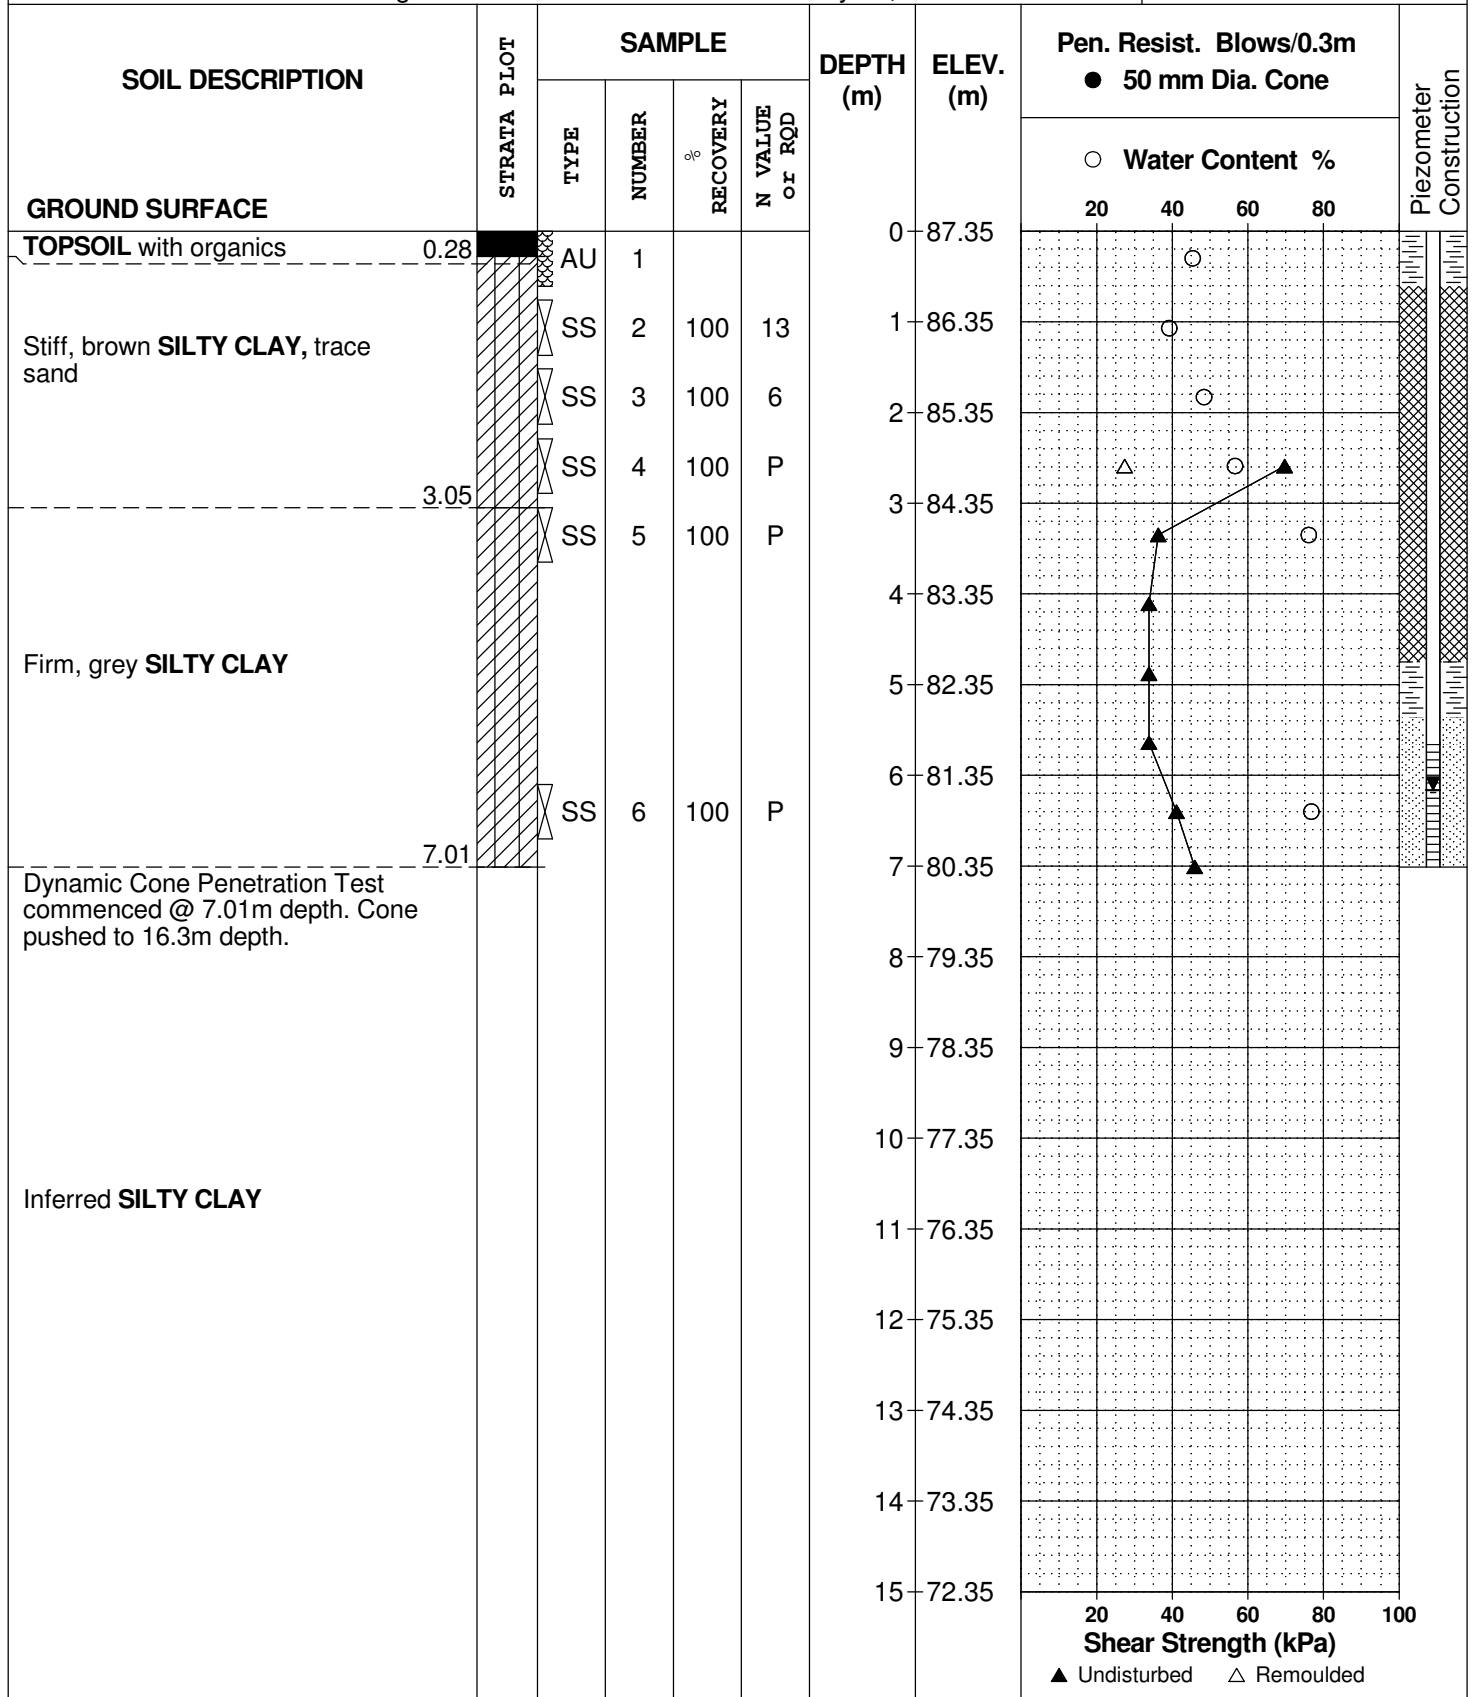 SOIL DESCRIPTION
GROUND SURFACE
STRATA PLOT
SAMPLE
TYPE
NUMBER
% RECOVERY
N VALUE
or RQD
DEPTH
(m)
ELEV.
(m)
Pen. Resist. Blows/0.3m
● 50 mm Dia. Cone
○ Water Content %
20 40 60 80
Piezometer
Construction
TOPSOIL with organics 0.28
AU 1
0 87.35
SS 2 100 13
1 86.35
Stiff, brown SILTY CLAY, trace
sand
SS 3 100 6
2 85.35
SS 4 100 P
3.05
3 84.35
SS 5 100 P
4 83.35
Firm, grey SILTY CLAY
5 82.35
6 81.35
SS 6 100 P
7.01
7 80.35
Dynamic Cone Penetration Test
commenced @ 7.01m depth. Cone
pushed to 16.3m depth.
8 79.35
9 78.35
10 77.35
Inferred SILTY CLAY
11 76.35
12 75.35
13 74.35
14 73.35
15 72.35
20 40 60 80 100
Shear Strength (kPa)
▲ Undisturbed △ Remoulded